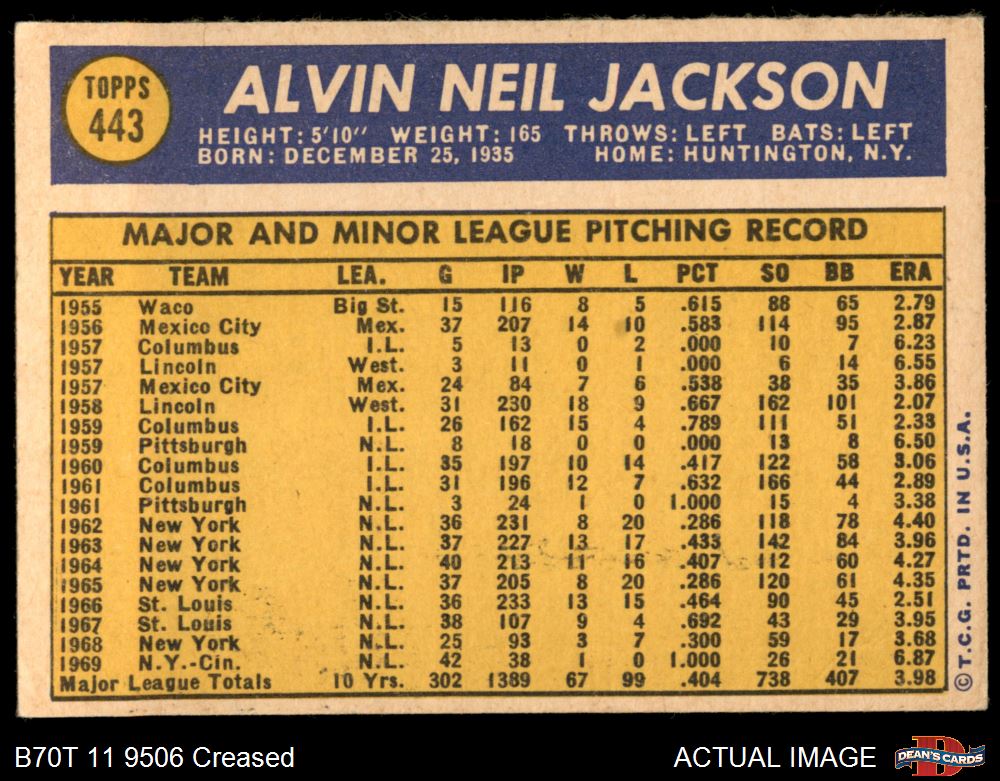 TOPPS
443
ALVIN NEIL JACKSON
HEIGHT: 5'10" WEIGHT: 165 THROWS: LEFT BATS: LEFT
BORN: DECEMBER 25, 1935 HOME: HUNTINGTON, N.Y.
MAJOR AND MINOR LEAGUE PITCHING RECORD
YEAR TEAM LEA. G IP W L PCT SO BB ERA
1955 Waco Big St. 15 116 8 5 .615 88 65 2.79
1956 Mexico City Mex. 37 207 14 10 .583 114 95 2.87
1957 Columbus I.L. 5 13 0 2 .000 10 7 6.23
1957 Lincoln West. 3 11 0 1 .000 6 14 6.55
1957 Mexico City Mex. 24 84 7 6 .538 38 35 3.86
1958 Lincoln West. 31 230 18 9 .667 162 101 2.07
1959 Columbus I.L. 26 162 15 4 .789 111 51 2.33
1959 Pittsburgh N.L. 8 18 0 0 .000 13 8 6.50
1960 Columbus I.L. 35 197 10 14 .417 122 58 3.06
1961 Columbus I.L. 31 196 12 7 .632 166 44 2.89
1961 Pittsburgh N.L. 3 24 1 0 1.000 15 4 3.38
1962 New York N.L. 36 231 8 20 .286 118 78 4.40
1963 New York N.L. 37 227 13 17 .433 142 84 3.96
1964 New York N.L. 40 213 11 16 .407 112 60 4.27
1965 New York N.L. 37 205 8 20 .286 120 61 4.35
1966 St. Louis N.L. 36 233 13 15 .464 90 45 2.51
1967 St. Louis N.L. 38 107 9 4 .692 43 29 3.95
1968 New York N.L. 25 93 3 7 .300 59 17 3.68
1969 N.Y.-Cin. N.L. 42 38 1 0 1.000 26 21 6.87
Major League Totals 10 Yrs. 302 1389 67 99 .404 738 407 3.98
© T.C.G. PRTD. IN U.S.A.
B70T 11 9506 Creased
ACTUAL IMAGE
D
DEAN'S CARDS